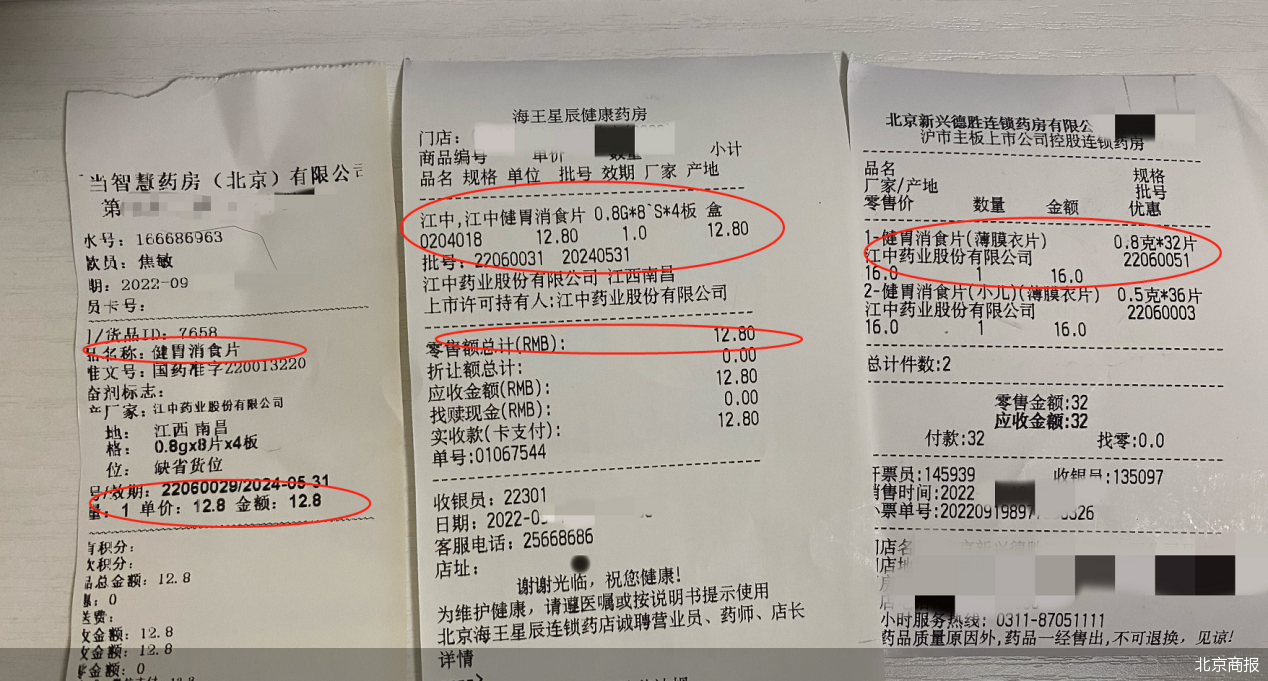 当智慧药房（北京）有限公司
第
水号：166686963
款员：焦敏
期：2022-09
员卡号：
/货品ID：7658
品名称：健胃消食片
准文号：国药准字Z20013220
奋剂标志：
产厂家：江中药业股份有限公司
地：江西 南昌
格：0.8gx8片x4板
位：缺省货位
号/效期：22060029/2024-05-31
量：1 单价：12.8 金额：12.8
有积分：
次积分：
品总金额：12.8
：0
送费：
收金额：12.8
收金额：12.8
零金额：0
海王星辰健康药房
门店：
商品编号 单价 数量 小计
品名 规格 单位 批号 效期 厂家 产地
江中,江中健胃消食片 0.8G*8`S*4板 盒
0204018 12.80 1.0 12.80
批号：22060031 20240531
江中药业股份有限公司 江西南昌
上市许可持有人:江中药业股份有限公司
零售额总计(RMB): 12.80
折让额总计: 0.00
应收金额(RMB): 12.80
找赎现金(RMB): 0.00
实收款(卡支付): 12.80
单号:01067544
收银员：22301
日期：2022-0
客服电话：25668686
店址：
谢谢光临，祝您健康!
为维护健康，请遵医嘱或按说明书提示使用
北京海王星辰连锁药店诚聘营业员、药师、店长
详情
北京新兴德胜连锁药房有限公
沪市主板上市公司控股连锁药房
品名 规格
厂家/产地 批号
零售价 数量 金额 优惠
1-健胃消食片(薄膜衣片) 0.8克*32片
江中药业股份有限公司 22060051
16.0 1 16.0
2-健胃消食片(小儿)(薄膜衣片) 0.5克*36片
江中药业股份有限公司 22060003
16.0 1 16.0
总计件数:2
零售金额:32
应收金额:32
付款:32 找零:0.0
开票员:145939 收银员:135097
销售时间:2022
小票单号:2022091989
门店名
门店地
小时服务热线：0311-87051111
药品质量原因外,药品一经售出,不可退换，见谅!
北京商报